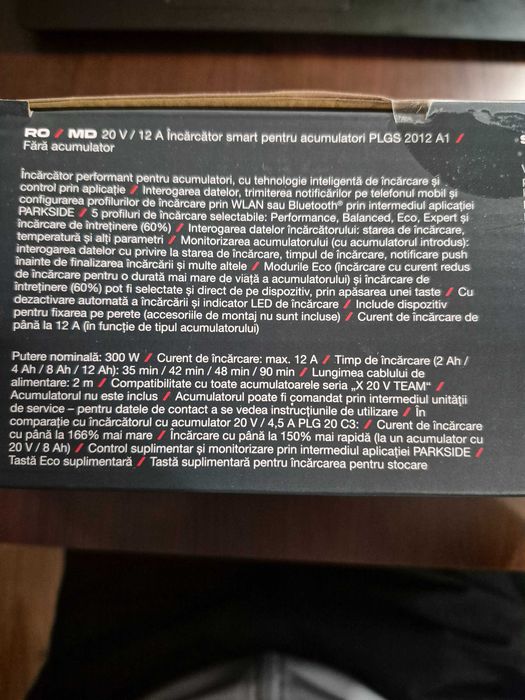 RO / MD 20 V / 12 A Încărcător smart pentru acumulatori PLGS 2012 A1 /
Fără acumulator
Încărcător performant pentru acumulatori, cu tehnologie inteligentă de încărcare și
control prin aplicație / Interogarea datelor, trimiterea notificărilor pe telefonul mobil și
configurarea profilurilor de încărcare prin WLAN sau Bluetooth® prin intermediul aplicației
PARKSIDE / 5 profiluri de încărcare selectabile: Performance, Balanced, Eco, Expert și
încărcare de întreținere (60%) / Interogarea datelor încărcătorului: starea de încărcare,
temperatură și alți parametri / Monitorizarea acumulatorului (cu acumulatorul introdus):
interogarea datelor cu privire la starea de încărcare, timpul de încărcare, notificare push
înainte de finalizarea încărcării și multe altele / Modurile Eco (încărcare cu curent redus
de încărcare pentru o durată mai mare de viață a acumulatorului) și încărcare de
întreținere (60%) pot fi selectate și direct de pe dispozitiv, prin apăsarea unei taste / Cu
dezactivare automată a încărcării și indicator LED de încărcare / Include dispozitiv
pentru fixarea pe perete (accesoriile de montaj nu sunt incluse) / Curent de încărcare de
până la 12 A (în funcție de tipul acumulatorului)
Putere nominală: 300 W / Curent de încărcare: max. 12 A / Timp de încărcare (2 Ah /
4 Ah / 8 Ah / 12 Ah): 35 min / 42 min / 48 min / 90 min / Lungimea cablului de
alimentare: 2 m / Compatibilitate cu toate acumulatoarele seria „X 20 V TEAM“ /
Acumulatorul nu este inclus / Acumulatorul poate fi comandat prin intermediul unității
de service – pentru datele de contact a se vedea instrucțiunile de utilizare / În
comparație cu încărcătorul cu acumulator 20 V / 4,5 A PLG 20 C3: / Curent de încărcare
cu până la 166% mai mare / Încărcare cu până la 150% mai rapidă (la un acumulator cu
20 V / 8 Ah) / Control suplimentar și monitorizare prin intermediul aplicației PARKSIDE /
Tastă Eco suplimentară / Tastă suplimentară pentru încărcarea pentru stocare